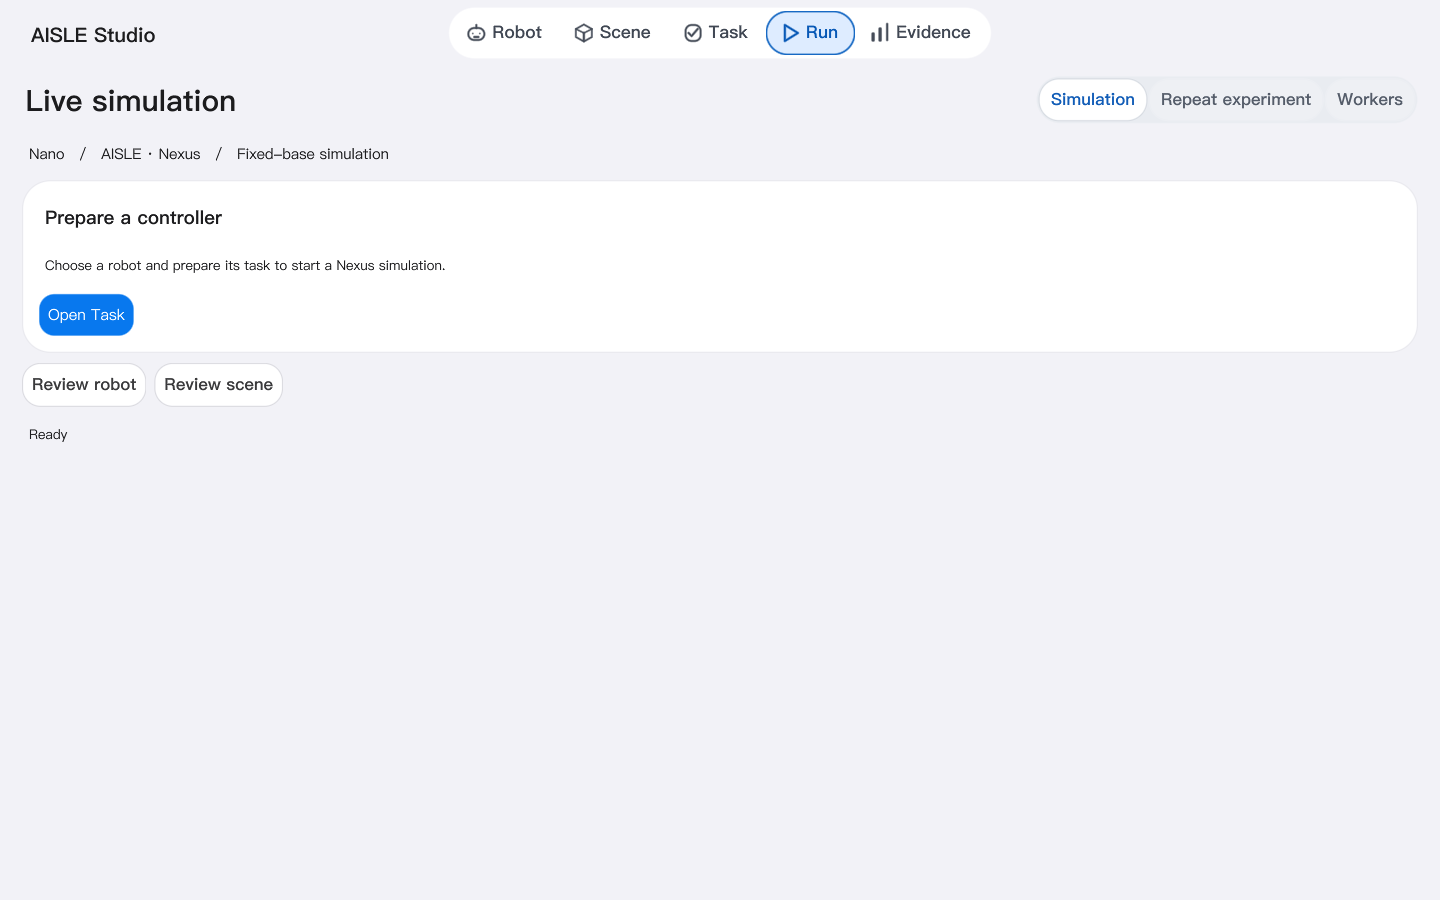 AISLE Studio
Robot Scene Task Run Evidence
Live simulation
Simulation Repeat experiment Workers
Nano / AISLE · Nexus / Fixed-base simulation
Prepare a controller
Choose a robot and prepare its task to start a Nexus simulation.
Open Task
Review robot Review scene
Ready